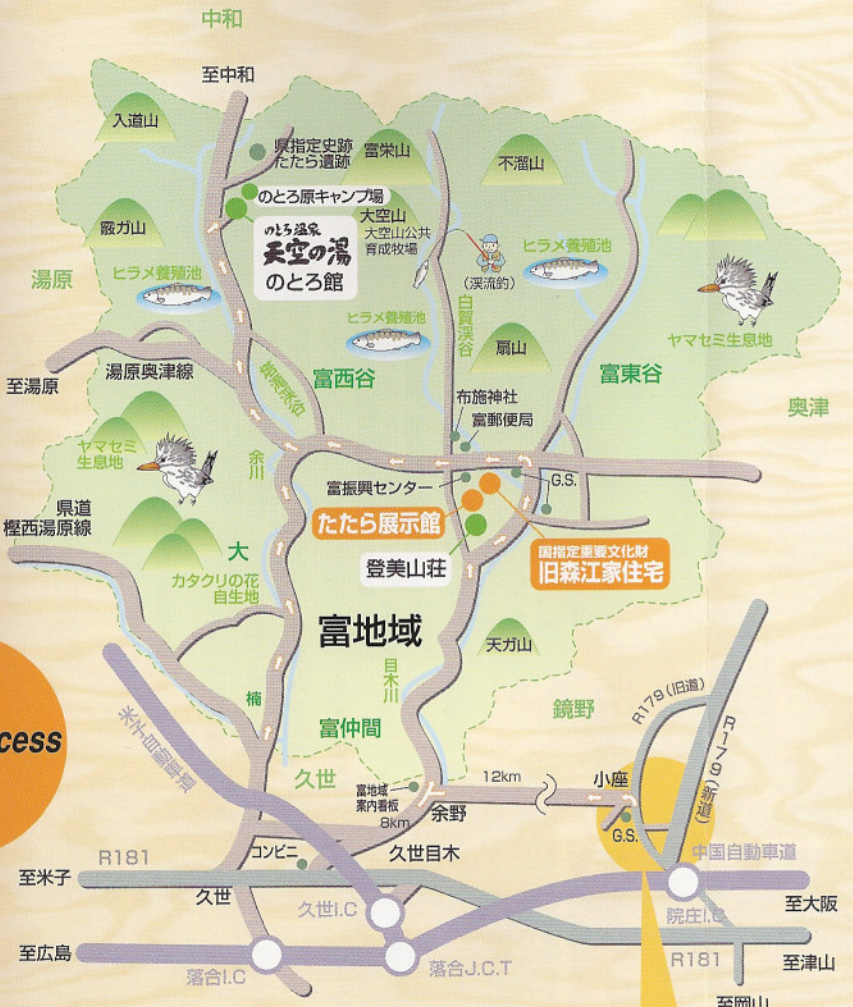 中和
至中和
入道山
県指定史跡
たたら遺跡
富栄山
不溜山
のとろ原キャンプ場
大空山
大空山公共
育成牧場
霰ガ山
のとろ温泉
天空の湯
のとろ館
ヒラメ養殖池
(渓流釣)
ヒラメ養殖池
湯原
ヒラメ養殖池
白賀渓谷
扇山
ヤマセミ生息地
至湯原
湯原奥津線
富西谷
富東谷
奥津
布施神社
富郵便局
ヤマセミ
生息地
余川
富振興センター
G.S.
県道
樫西湯原線
たたら展示館
国指定重要文化財
旧森江家住宅
登美山荘
大
カタクリの花
自生地
富地域
天ガ山
目木川
楠
富仲間
鏡野
R179(旧道)
R179(新道)
cess
米子自動車道
久世
富地域
案内看板
余野
12km
小座
8km
G.S.
コンビニ
久世目木
中国自動車道
R181
至米子
久世
久世I.C
院庄I.C
至大阪
至広島
落合I.C
落合J.C.T
R181
至津山
至岡山